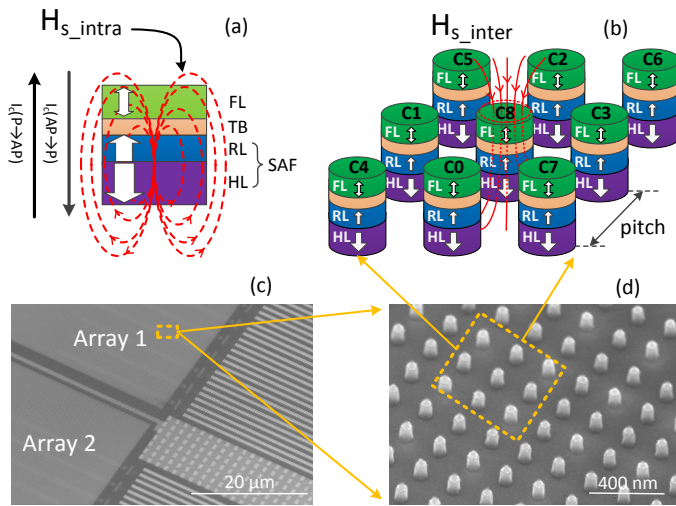 H_s_intra
(a)
I_c(P→AP)
I_c(AP→P)
FL
TB
RL
HL
SAF
H_s_inter
(b)
C5
C2
C6
FL
FL
FL
RL
RL
HL
HL
C1
C8
C3
FL
FL
FL
RL
RL
RL
HL
HL
HL
C4
C0
C7
FL
FL
FL
RL
RL
RL
HL
HL
HL
pitch
(c)
Array 1
Array 2
20 µm
(d)
400 nm